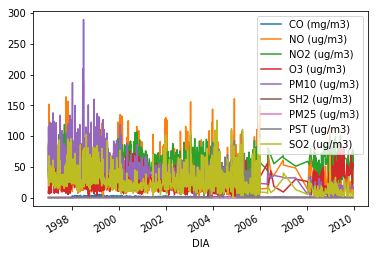 300
250
200
150
100
50
0
CO (mg/m3)
NO (ug/m3)
NO2 (ug/m3)
O3 (ug/m3)
PM10 (ug/m3)
SH2 (ug/m3)
PM25 (ug/m3)
PST (ug/m3)
SO2 (ug/m3)
1998
2000
2002
2004
2006
2008
2010
DIA